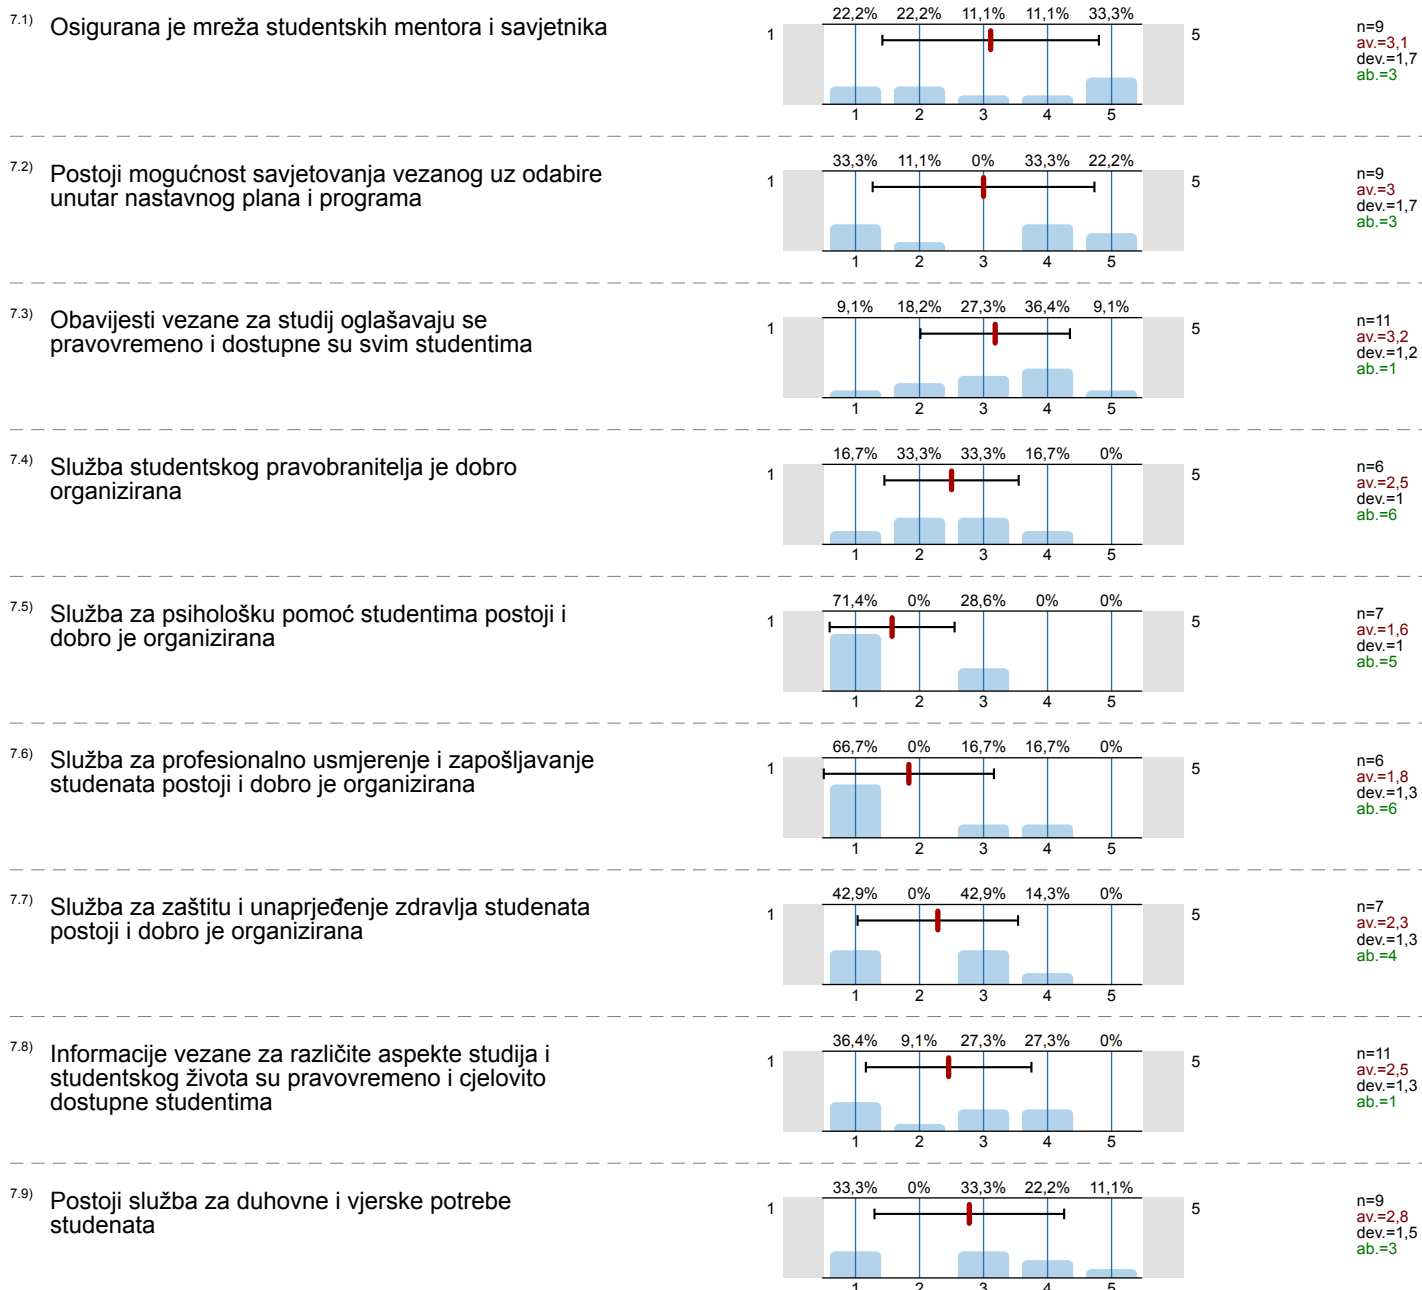 7.1) Osigurana je mreža studentskih mentora i savjetnika
22,2% 22,2% 11,1% 11,1% 33,3%
1 5
1 2 3 4 5
n=9
av.=3,1
dev.=1,7
ab.=3
7.2) Postoji mogućnost savjetovanja vezanog uz odabire
unutar nastavnog plana i programa
33,3% 11,1% 0% 33,3% 22,2%
1 5
1 2 3 4 5
n=9
av.=3
dev.=1,7
ab.=3
7.3) Obavijesti vezane za studij oglašavaju se
pravovremeno i dostupne su svim studentima
9,1% 18,2% 27,3% 36,4% 9,1%
1 5
1 2 3 4 5
n=11
av.=3,2
dev.=1,2
ab.=1
7.4) Služba studentskog pravobranitelja je dobro
organizirana
16,7% 33,3% 33,3% 16,7% 0%
1 5
1 2 3 4 5
n=6
av.=2,5
dev.=1
ab.=6
7.5) Služba za psihološku pomoć studentima postoji i
dobro je organizirana
71,4% 0% 28,6% 0% 0%
1 5
1 2 3 4 5
n=7
av.=1,6
dev.=1
ab.=5
7.6) Služba za profesionalno usmjerenje i zapošljavanje
studenata postoji i dobro je organizirana
66,7% 0% 16,7% 16,7% 0%
1 5
1 2 3 4 5
n=6
av.=1,8
dev.=1,3
ab.=6
7.7) Služba za zaštitu i unaprjeđenje zdravlja studenata
postoji i dobro je organizirana
42,9% 0% 42,9% 14,3% 0%
1 5
1 2 3 4 5
n=7
av.=2,3
dev.=1,3
ab.=4
7.8) Informacije vezane za različite aspekte studija i
studentskog života su pravovremeno i cjelovito
dostupne studentima
36,4% 9,1% 27,3% 27,3% 0%
1 5
1 2 3 4 5
n=11
av.=2,5
dev.=1,3
ab.=1
7.9) Postoji služba za duhovne i vjerske potrebe
studenata
33,3% 0% 33,3% 22,2% 11,1%
1 5
1 2 3 4 5
n=9
av.=2,8
dev.=1,5
ab.=3